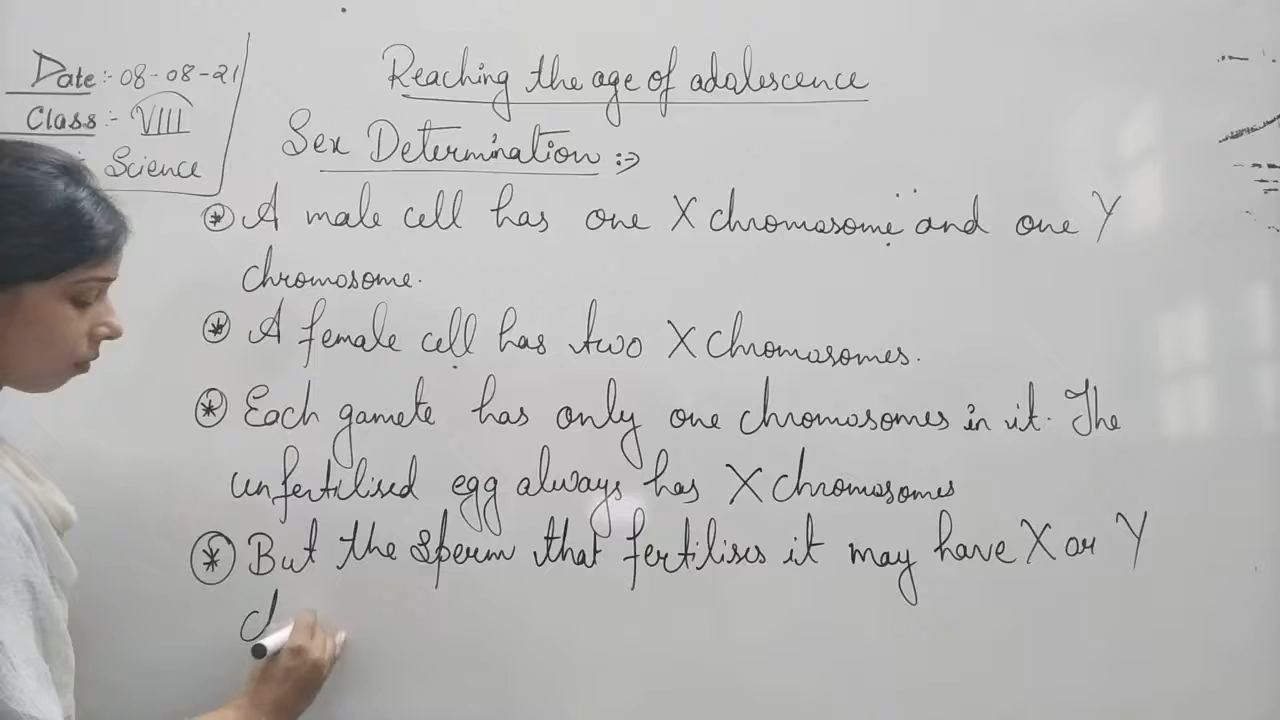 Date :- 08-08-21
Class :- VIII
Science
Reaching the age of adolescence
Sex Determination :->
* A male cell has one X chromosome and one Y
chromosome.
* A female cell has two X chromosomes.
* Each gamete has only one chromosomes in it. The
unfertilised egg always has X chromosomes
* But the sperm that fertilises it may have X or Y